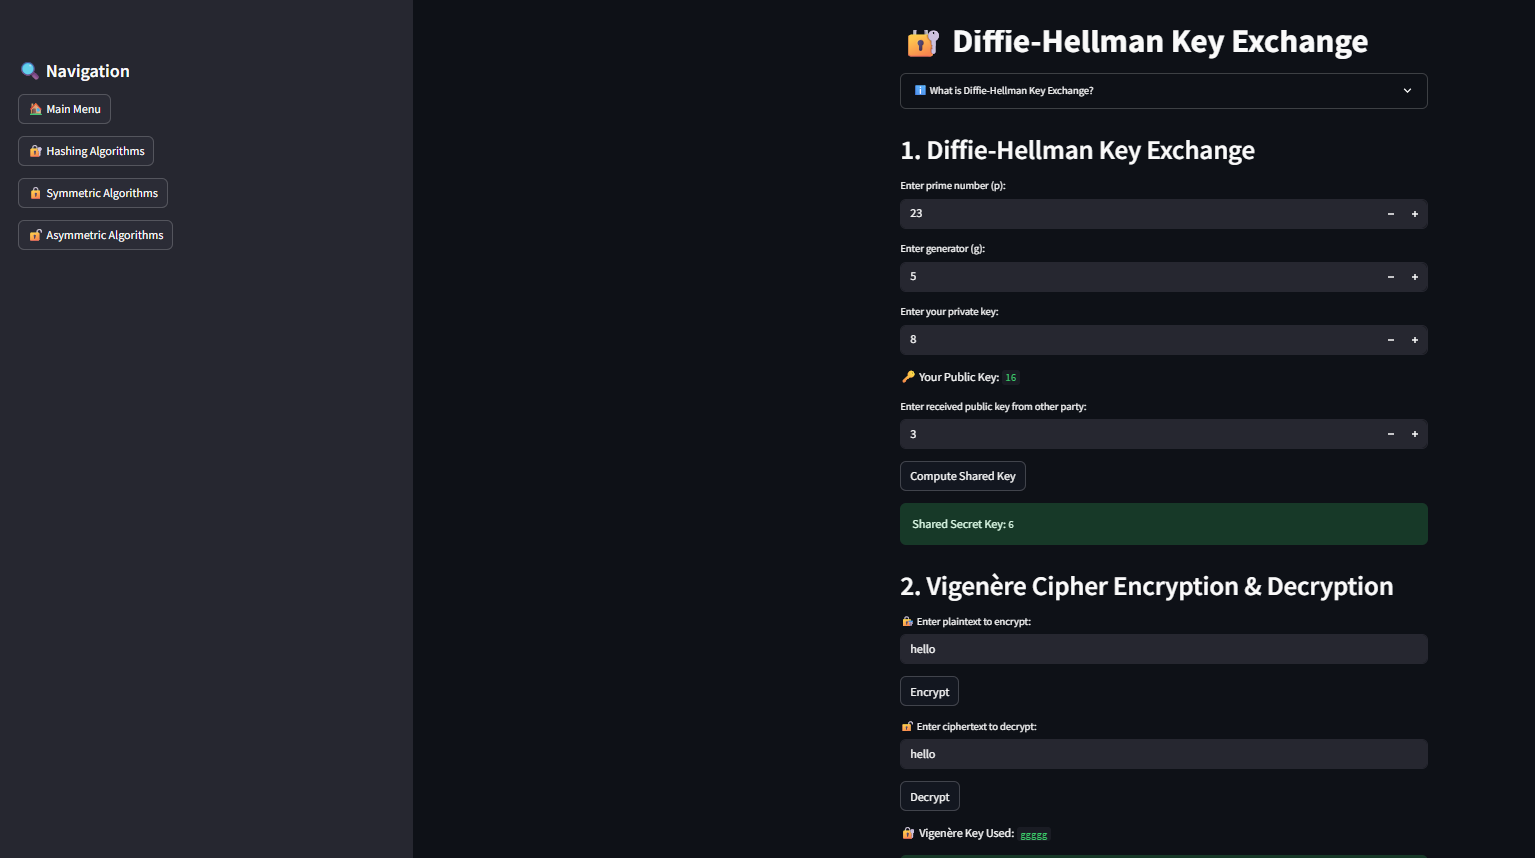 Navigation
Main Menu
Hashing Algorithms
Symmetric Algorithms
Asymmetric Algorithms
Diffie-Hellman Key Exchange
What is Diffie-Hellman Key Exchange?
1. Diffie-Hellman Key Exchange
Enter prime number (p):
23
Enter generator (g):
5
Enter your private key:
8
Your Public Key: 16
Enter received public key from other party:
3
Compute Shared Key
Shared Secret Key: 6
2. Vigenère Cipher Encryption & Decryption
Enter plaintext to encrypt:
hello
Encrypt
Enter ciphertext to decrypt:
hello
Decrypt
Vigenère Key Used: ggggg